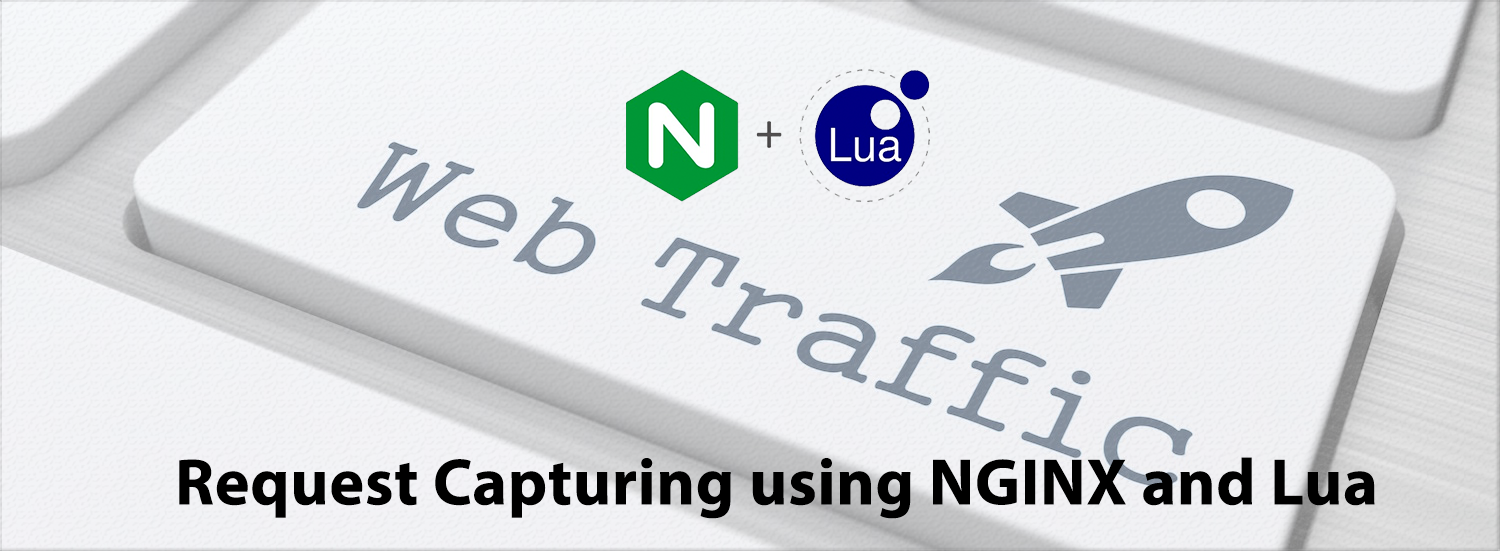 N + Lua
Web Traffic
Request Capturing using NGINX and Lua